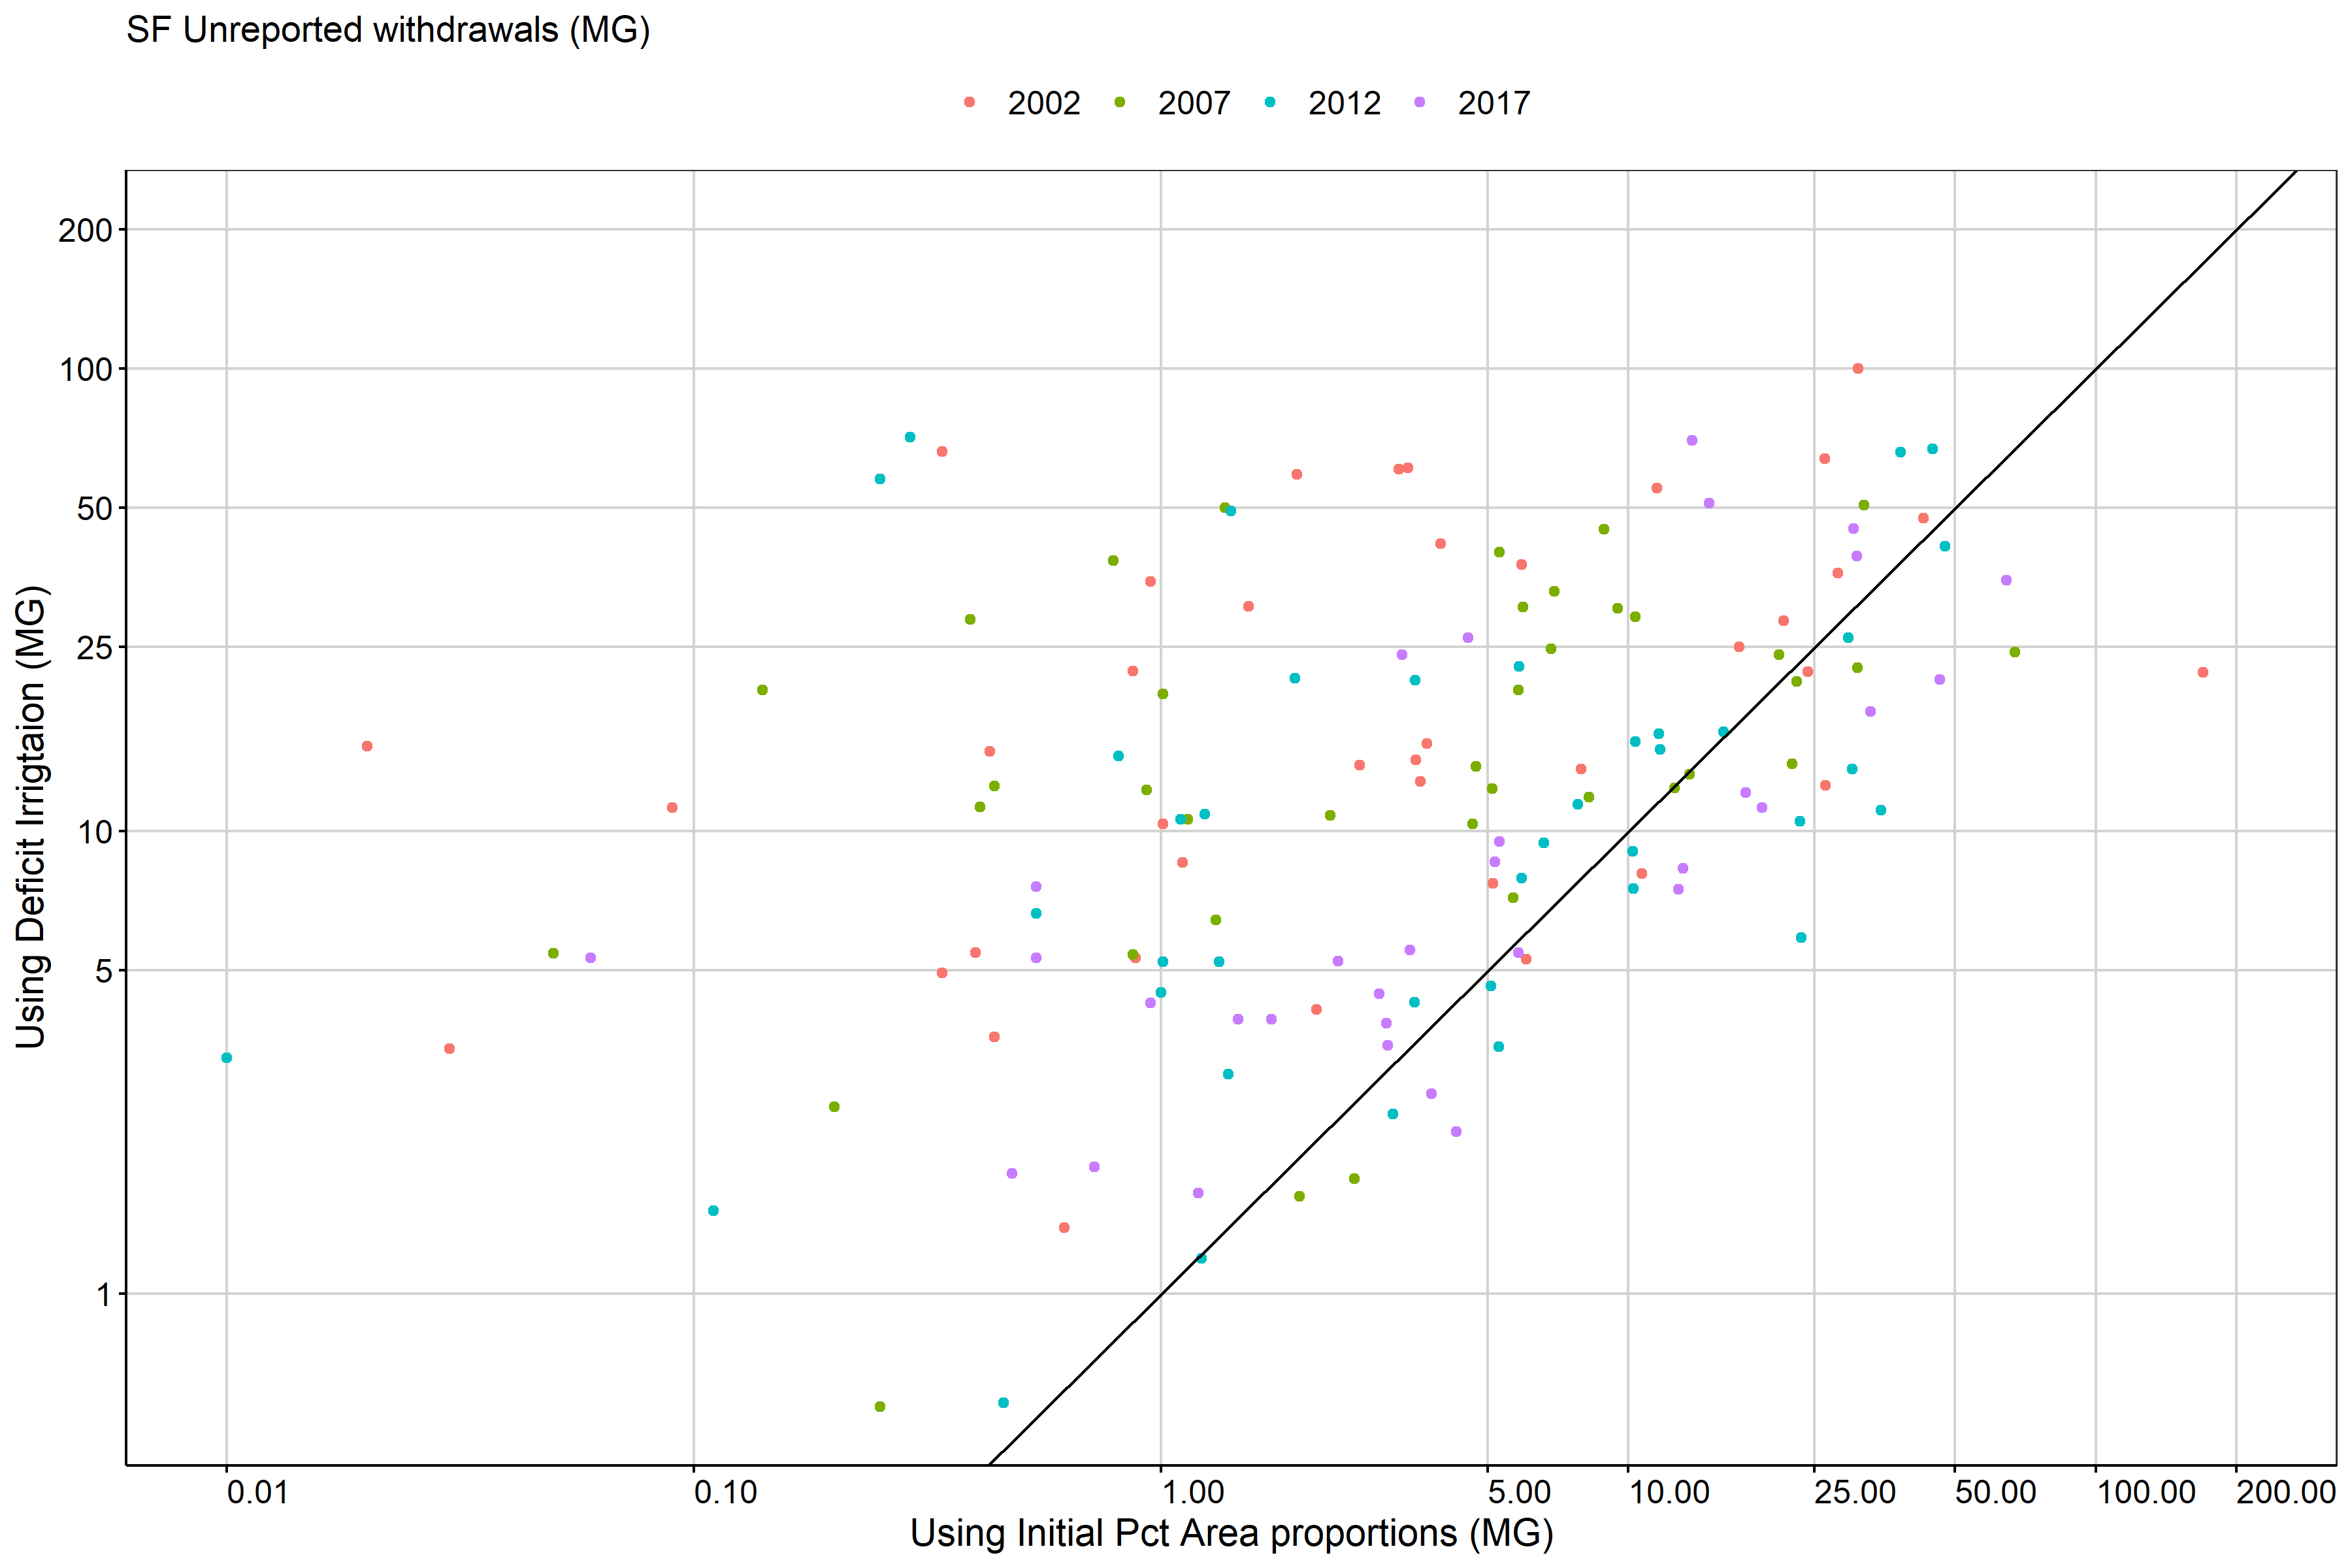 SF Unreported withdrawals (MG)
2002 2007 2012 2017
200
100
50
25
10
5
1
Using Deficit Irrigtaion (MG)
0.01 0.10 1.00 5.00 10.00 25.00 50.00 100.00 200.00
Using Initial Pct Area proportions (MG)